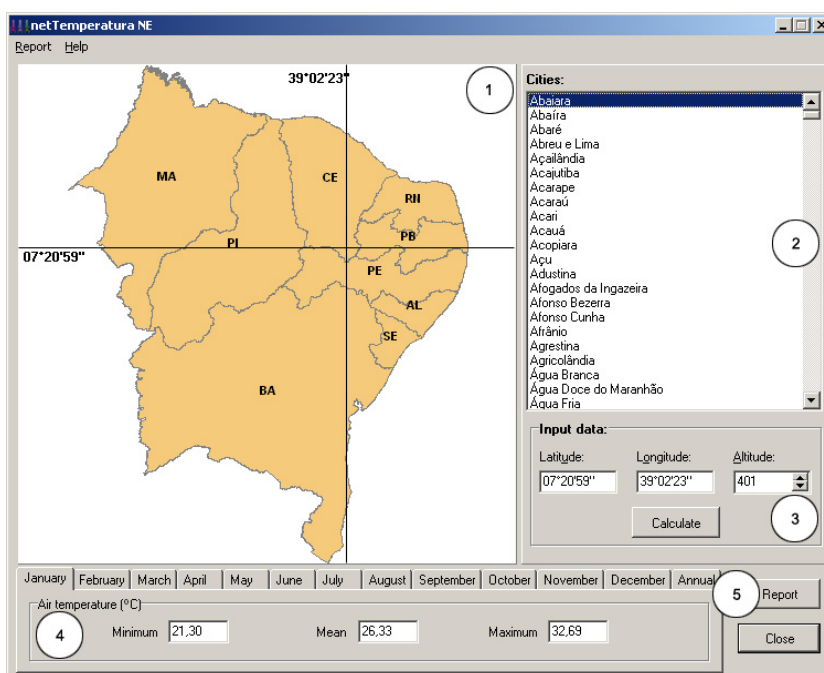 netTemperatura NE
Report Help
39°02'23"
1
MA
CE
RN
PB
PI
07°20'59"
PE
AL
SE
BA
Cities:
Abaiara
Abaíra
Abaré
Abreu e Lima
Açailândia
Acajutiba
Acarape
Acaraú
Acari
Acauá
Acopiara
Açu
Adustina
Afogados da Ingazeira
Afonso Bezerra
Afonso Cunha
Afrânio
Agrestina
Agricolândia
Água Branca
Água Doce do Maranhão
Água Fria
2
Input data:
Latitude: Longitude: Altitude:
07°20'59" 39°02'23" 401
Calculate
3
January February March April May June July August September October November December Annual
Air temperature (ºC)
4
Minimum 21,30 Mean 26,33 Maximum 32,69
5
Report
Close